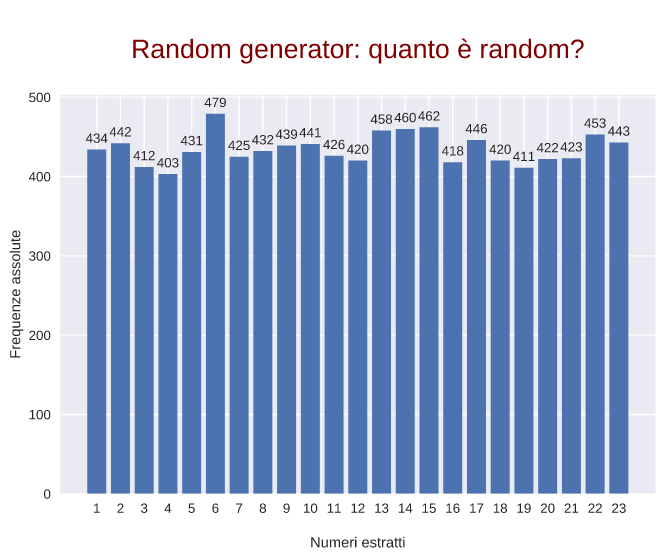 Random generator: quanto è random?
500
400
300
200
100
0
Frequenze assolute
434 442 412 403 431 479 425 432 439 441 426 420 458 460 462 418 446 420 411 422 423 453 443
1 2 3 4 5 6 7 8 9 10 11 12 13 14 15 16 17 18 19 20 21 22 23
Numeri estratti